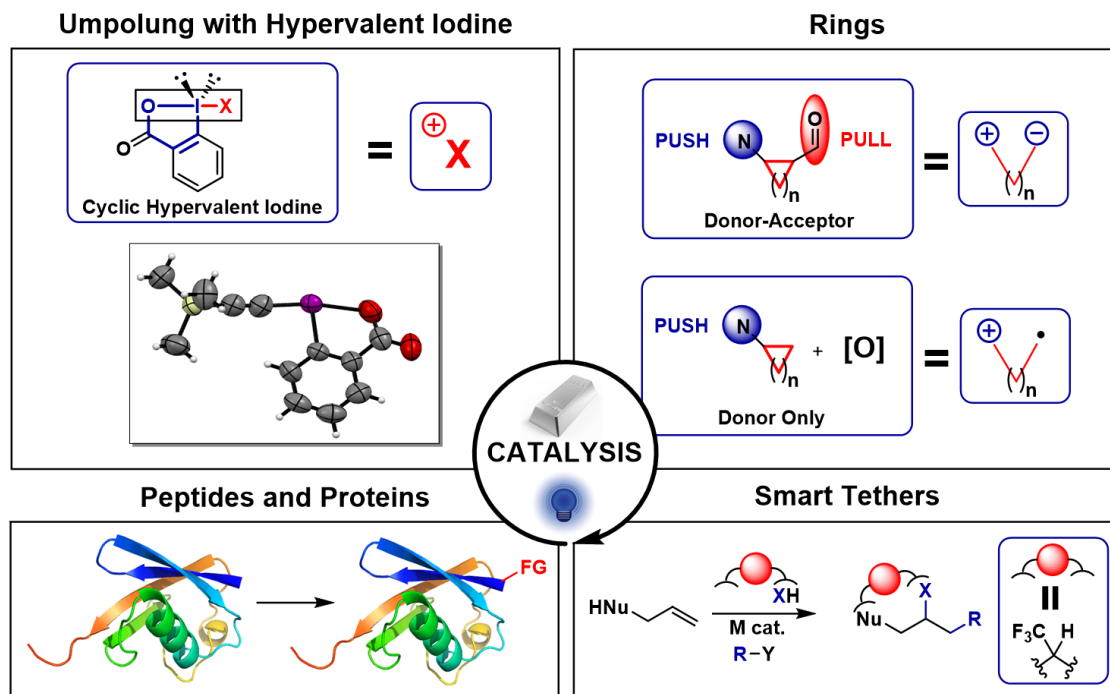 Umpolung with Hypervalent Iodine
O
I
X
O
Cyclic Hypervalent Iodine
=
+
X
Rings
PUSH
N
O
PULL
( )n
Donor-Acceptor
=
+ −
( )n
PUSH
N
( )n
+ [O]
Donor Only
=
+ •
( )n
CATALYSIS
Peptides and Proteins
FG
Smart Tethers
HNu
XH
M cat.
R–Y
Nu
X
R
=
F3C H